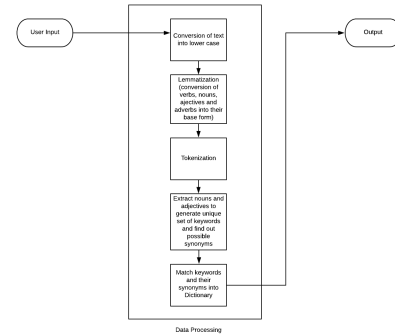 User Input
Conversion of text
into lower case
Output
Lemmatization
(conversion of
verbs, nouns,
ajectives and
adverbs into their
base form)
Tokenization
Extract nouns and
adjectives to
generate unique
set of keywords
and find out
possible
synonyms
Match keywords
and their
synonyms into
Dictionary
Data Processing